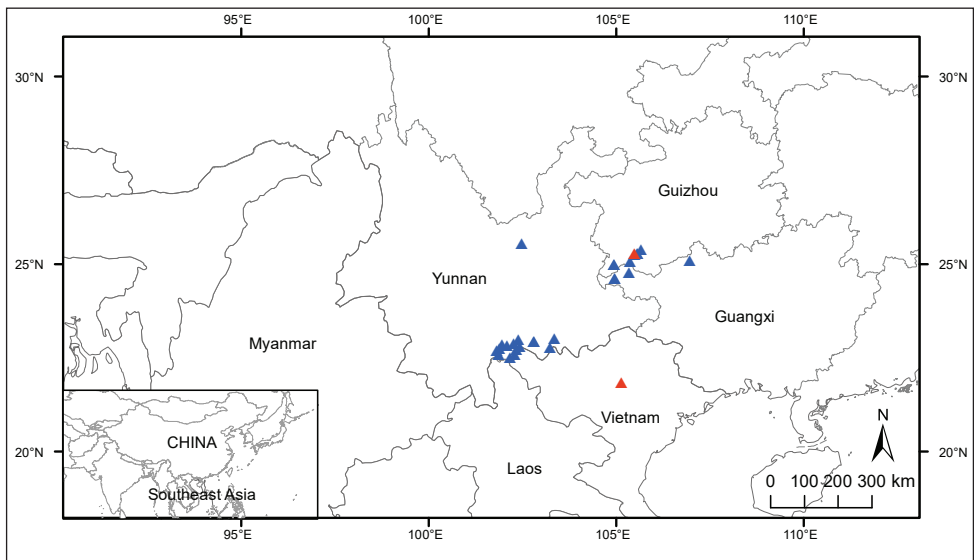 95°E 100°E 105°E 110°E
30°N 30°N
Guizhou
25°N 25°N
Yunnan
Guangxi
Myanmar
Vietnam
N
CHINA
20°N 20°N
Laos
0 100 200 300 km
Southeast Asia
95°E 100°E 105°E 110°E